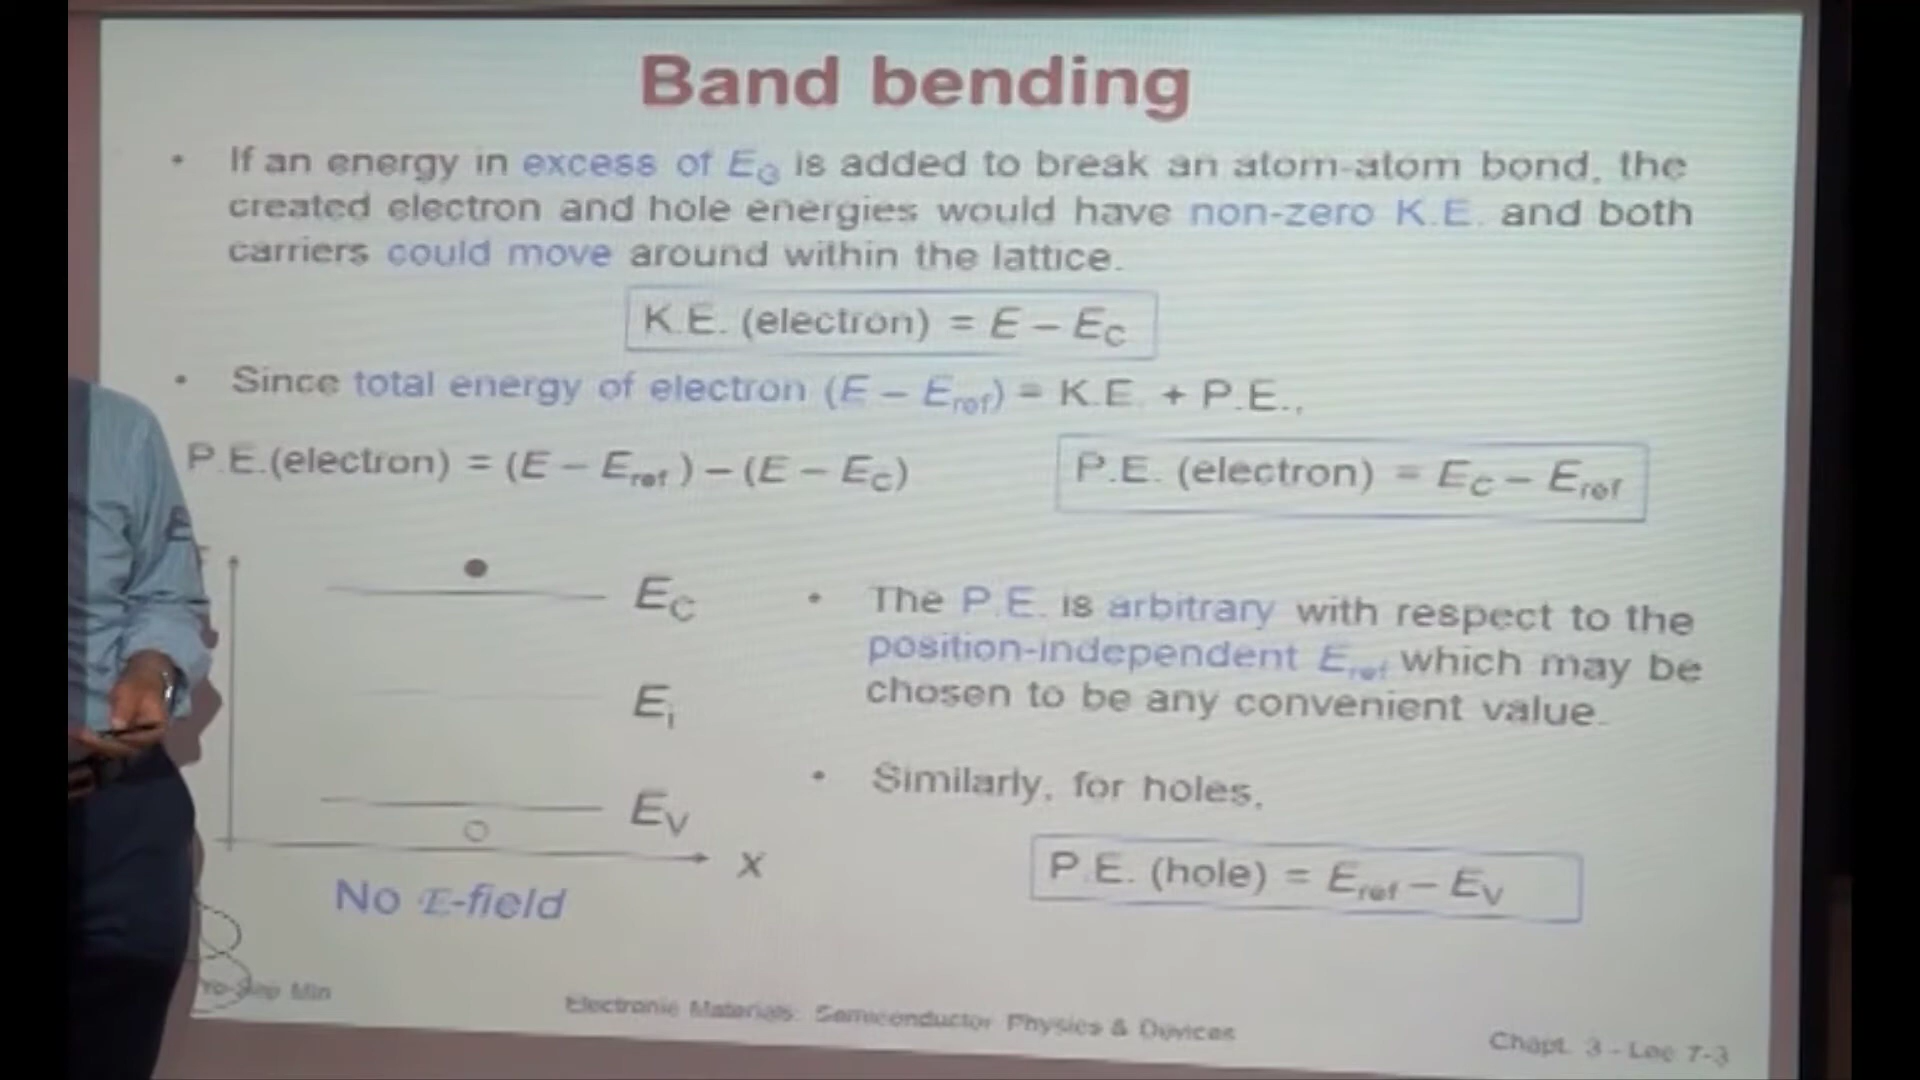 Band bending
• If an energy in excess of E_G is added to break an atom-atom bond, the
created electron and hole energies would have non-zero K.E. and both
carriers could move around within the lattice.
K.E. (electron) = E – E_C
• Since total energy of electron (E – E_ref) = K.E. + P.E.,
P.E.(electron) = (E – E_ref) – (E – E_C)
P.E. (electron) = E_C – E_ref
E_C
E_i
E_V
x
No ℰ-field
• The P.E. is arbitrary with respect to the
position-independent E_ref which may be
chosen to be any convenient value.
• Similarly, for holes,
P.E. (hole) = E_ref – E_V
Min
Electronic Materials: Semiconductor Physics & Devices
Chapt. 3 - Lec 7-3